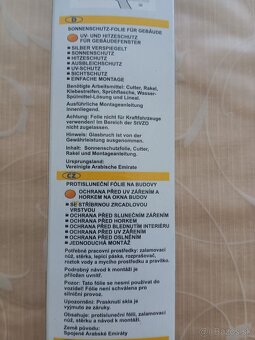 D
SONNENSCHUTZ-FOLIE FÜR GEBÄUDE
UV- UND HITZESCHUTZ
FÜR GEBÄUDEFENSTER
SILBER VERSPIEGELT
SONNENSCHUTZ
HITZESCHUTZ
AUSBLEICHSCHUTZ
UV-SCHUTZ
SICHTSCHUTZ
EINFACHE MONTAGE
Benötigte Arbeitsmittel: Cutter, Rakel,
Klebestreifen, Sprühflasche, Wasser-
Spülmittel-Lösung und Lineal.
Ausführliche Montageanleitung
innenliegend.
Achtung: Folie nicht für Kraftfahrzeuge
verwenden! Im Bereich der StVZO
nicht zugelassen.
Hinweis: Glasbruch ist von der
Gewährleistung ausgenommen.
Inhalt: Sonnenschutzfolie, Cutter,
Rakel und Montageanleitung.
Ursprungsland:
Vereinigte Arabische Emirate
CZ
PROTISLUNEČNÍ FÓLIE NA BUDOVY
OCHRANA PŘED UV ZÁŘENÍM A
HORKEM NA OKNA BUDOV
SE STŘÍBRNOU ZRCADLOVOU
VRSTVOU
OCHRANA PŘED SLUNEČNÍM ZÁŘENÍM
OCHRANA PŘED HORKEM
OCHRANA PŘED BLEDNUTÍM INTERIÉRU
OCHRANA PŘED UV ZÁŘENÍM
OCHRANA PŘED OSLNĚNÍM
JEDNODUCHÁ MONTÁŽ
Potřebné pracovní prostředky: zalamovací
nůž, stěrka, lepicí páska, rozprašovač,
roztok vody a mycího prostředku a pravítko.
Podrobný návod k montáži je
přiložen uvnitř.
Pozor: Tato fólie se nesmí používat do
vozidel! Fólie není schválena pro
silniční provoz.
Upozornění: Prasknutí skla je
vyjmuto ze záruky.
Obsahuje: protisluneční fólii, zalamovací
nůž, stěrku a návod k montáži.
Země původu:
Spojené Arabské Emiráty